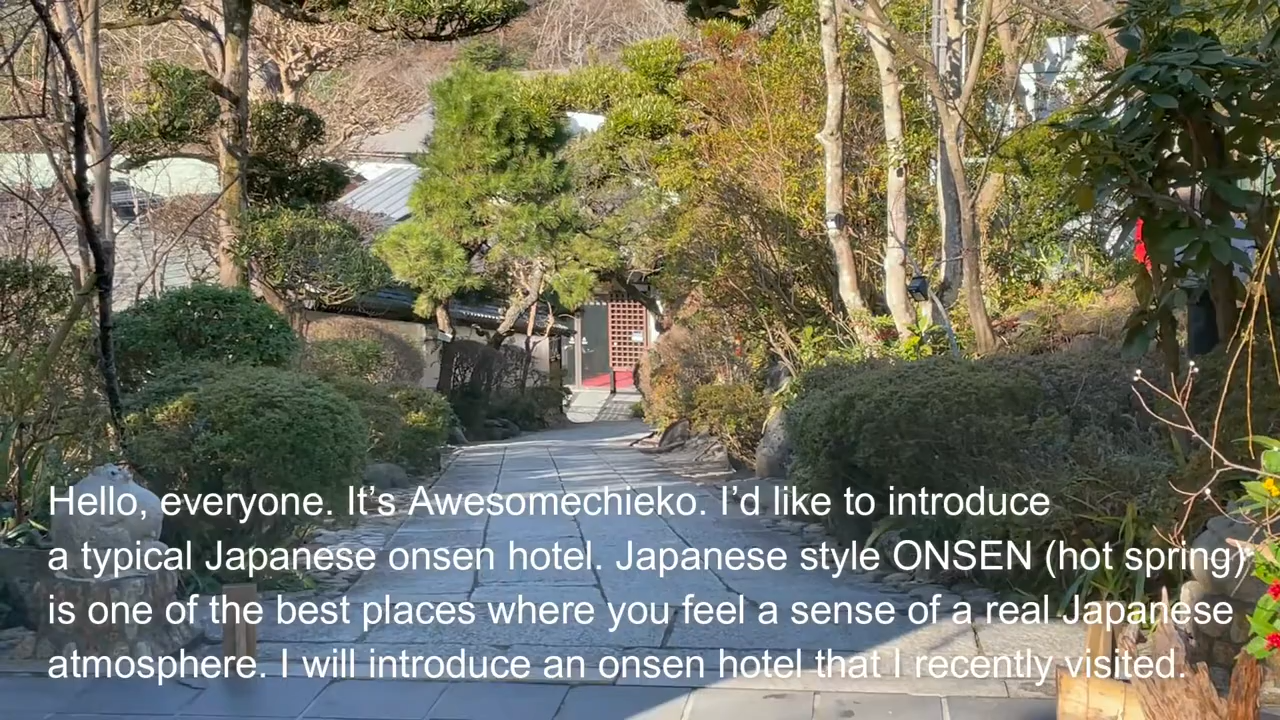 Hello, everyone. It’s Awesomechieko. I’d like to introduce
a typical Japanese onsen hotel. Japanese style ONSEN (hot spring)
is one of the best places where you feel a sense of a real Japanese
atmosphere. I will introduce an onsen hotel that I recently visited.